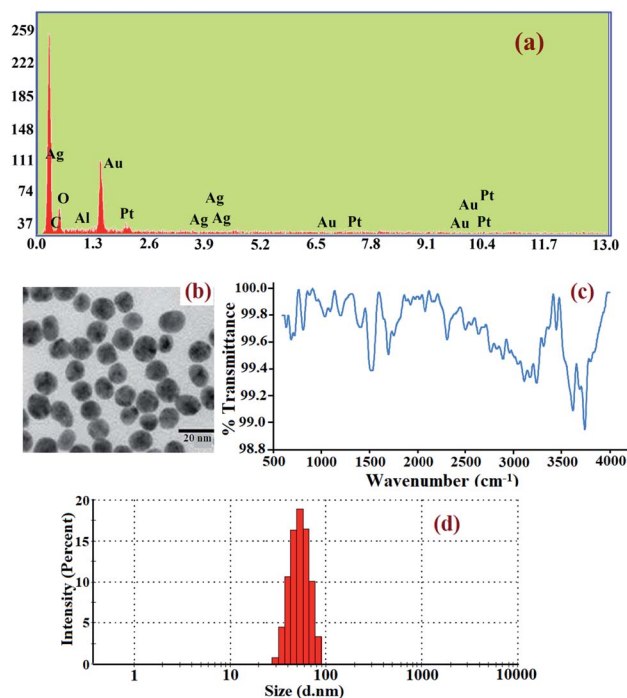 (a)
259
222
185
148
111
74
37
Ag
C
O
Al
Au
Pt
Ag
Ag
Ag
Au
Pt
Au
Pt
Au
Pt
0.0 1.3 2.6 3.9 5.2 6.5 7.8 9.1 10.4 11.7 13.0
(b)
20 nm
(c)
% Transmittance
100.0
99.8
99.6
99.4
99.2
99.0
98.8
500 1000 1500 2000 2500 3000 3500 4000
Wavenumber (cm⁻¹)
(d)
Intensity (Percent)
20
15
10
5
0
1 10 100 1000 10000
Size (d.nm)